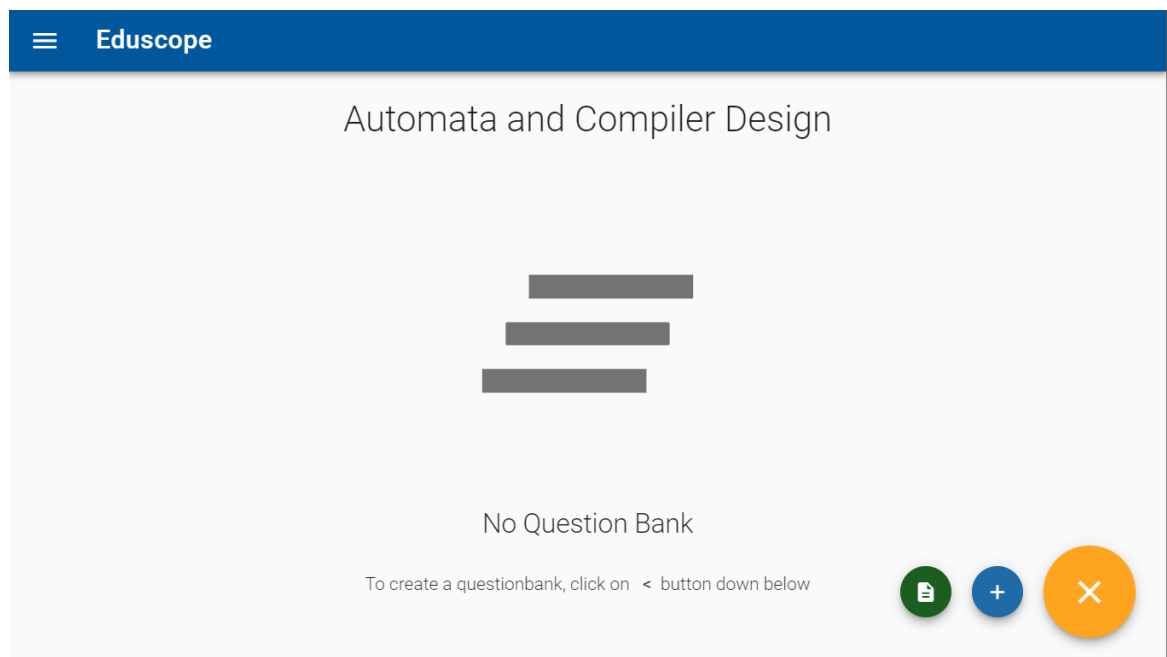 Eduscope
Automata and Compiler Design
No Question Bank
To create a questionbank, click on < button down below